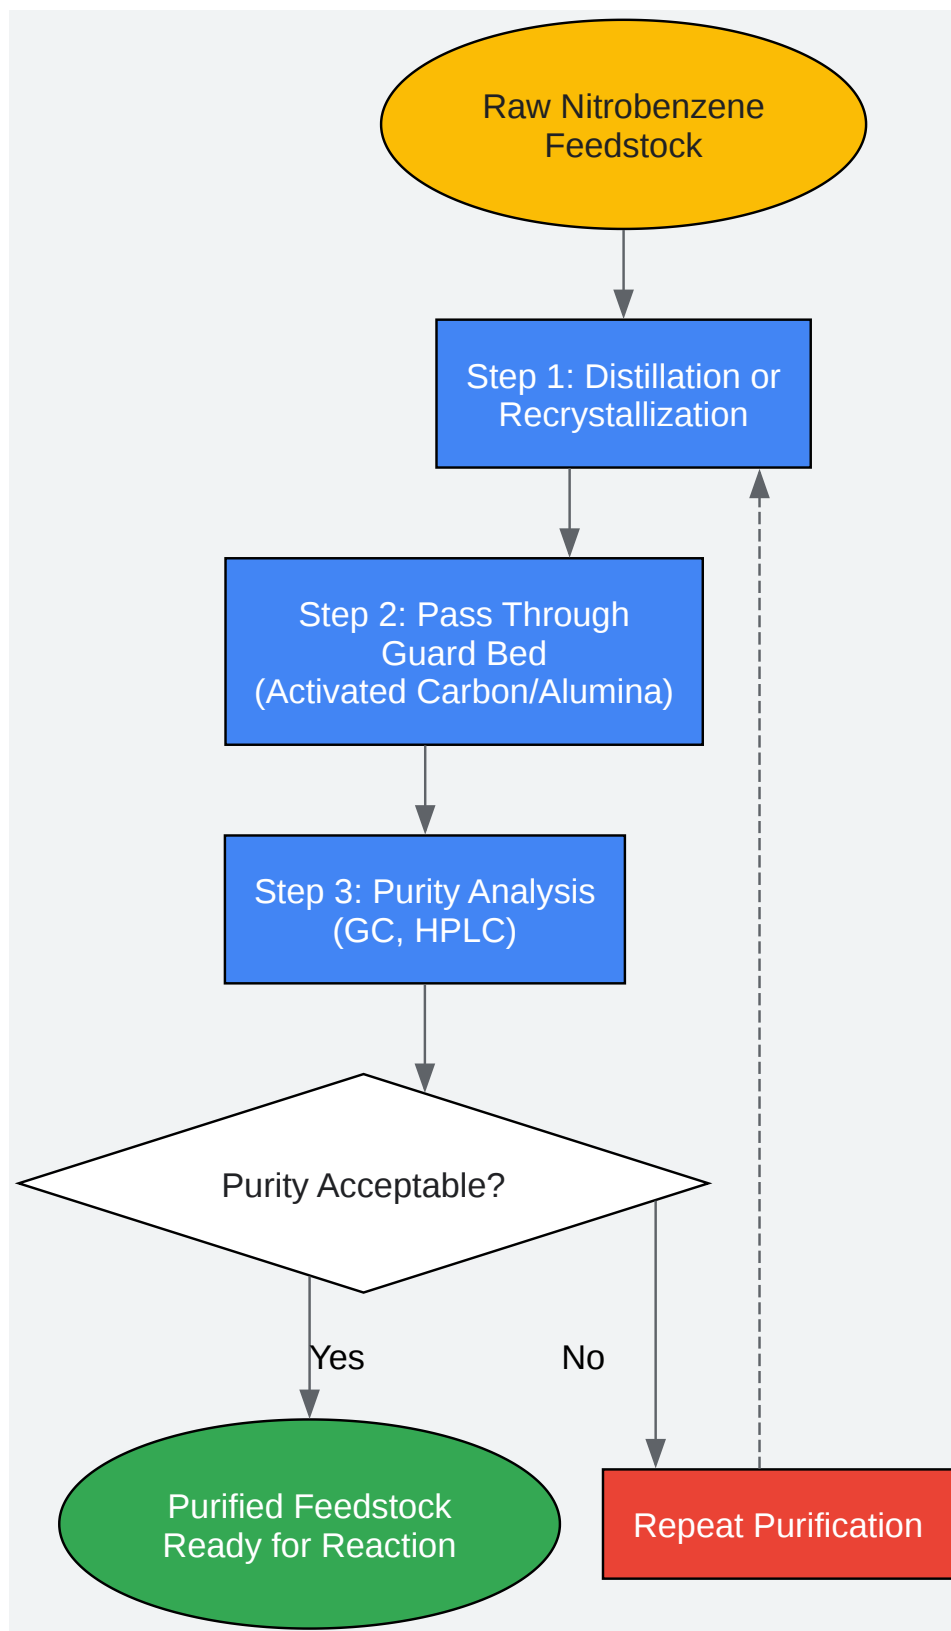 Raw Nitrobenzene
Feedstock
Step 1: Distillation or
Recrystallization
Step 2: Pass Through
Guard Bed
(Activated Carbon/Alumina)
Step 3: Purity Analysis
(GC, HPLC)
Purity Acceptable?
Yes
No
Purified Feedstock
Ready for Reaction
Repeat Purification